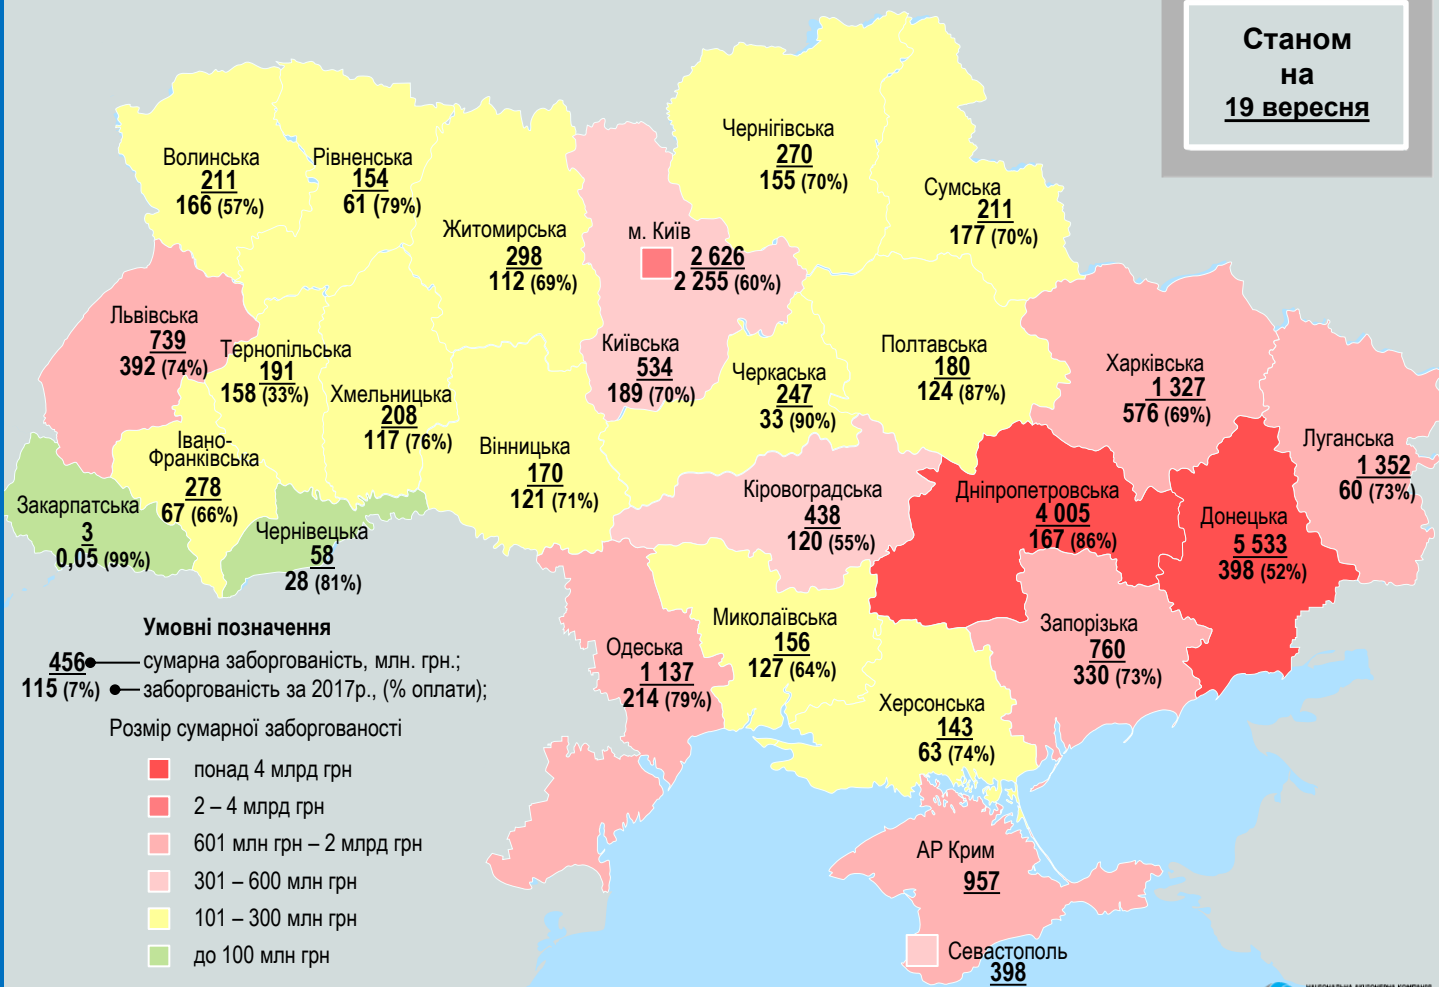 Станом
на
19 вересня
Чернігівська
270
155 (70%)
Волинська
211
166 (57%)
Рівненська
154
61 (79%)
Сумська
211
177 (70%)
Житомирська
298
112 (69%)
м. Київ
2 626
2 255 (60%)
Львівська
739
392 (74%)
Тернопільська
191
158 (33%)
Хмельницька
208
117 (76%)
Київська
534
189 (70%)
Черкаська
247
33 (90%)
Полтавська
180
124 (87%)
Харківська
1 327
576 (69%)
Луганська
1 352
60 (73%)
Івано-
Франківська
278
67 (66%)
Вінницька
170
121 (71%)
Кіровоградська
438
120 (55%)
Дніпропетровська
4 005
167 (86%)
Донецька
5 533
398 (52%)
Закарпатська
3
0,05 (99%)
Чернівецька
58
28 (81%)
Миколаївська
156
127 (64%)
Запорізька
760
330 (73%)
Одеська
1 137
214 (79%)
Херсонська
143
63 (74%)
АР Крим
957
Севастополь
398
Умовні позначення
456 сумарна заборгованість, млн. грн.;
115 (7%) заборгованість за 2017р., (% оплати);
Розмір сумарної заборгованості
понад 4 млрд грн
2 – 4 млрд грн
601 млн грн – 2 млрд грн
301 – 600 млн грн
101 – 300 млн грн
до 100 млн грн